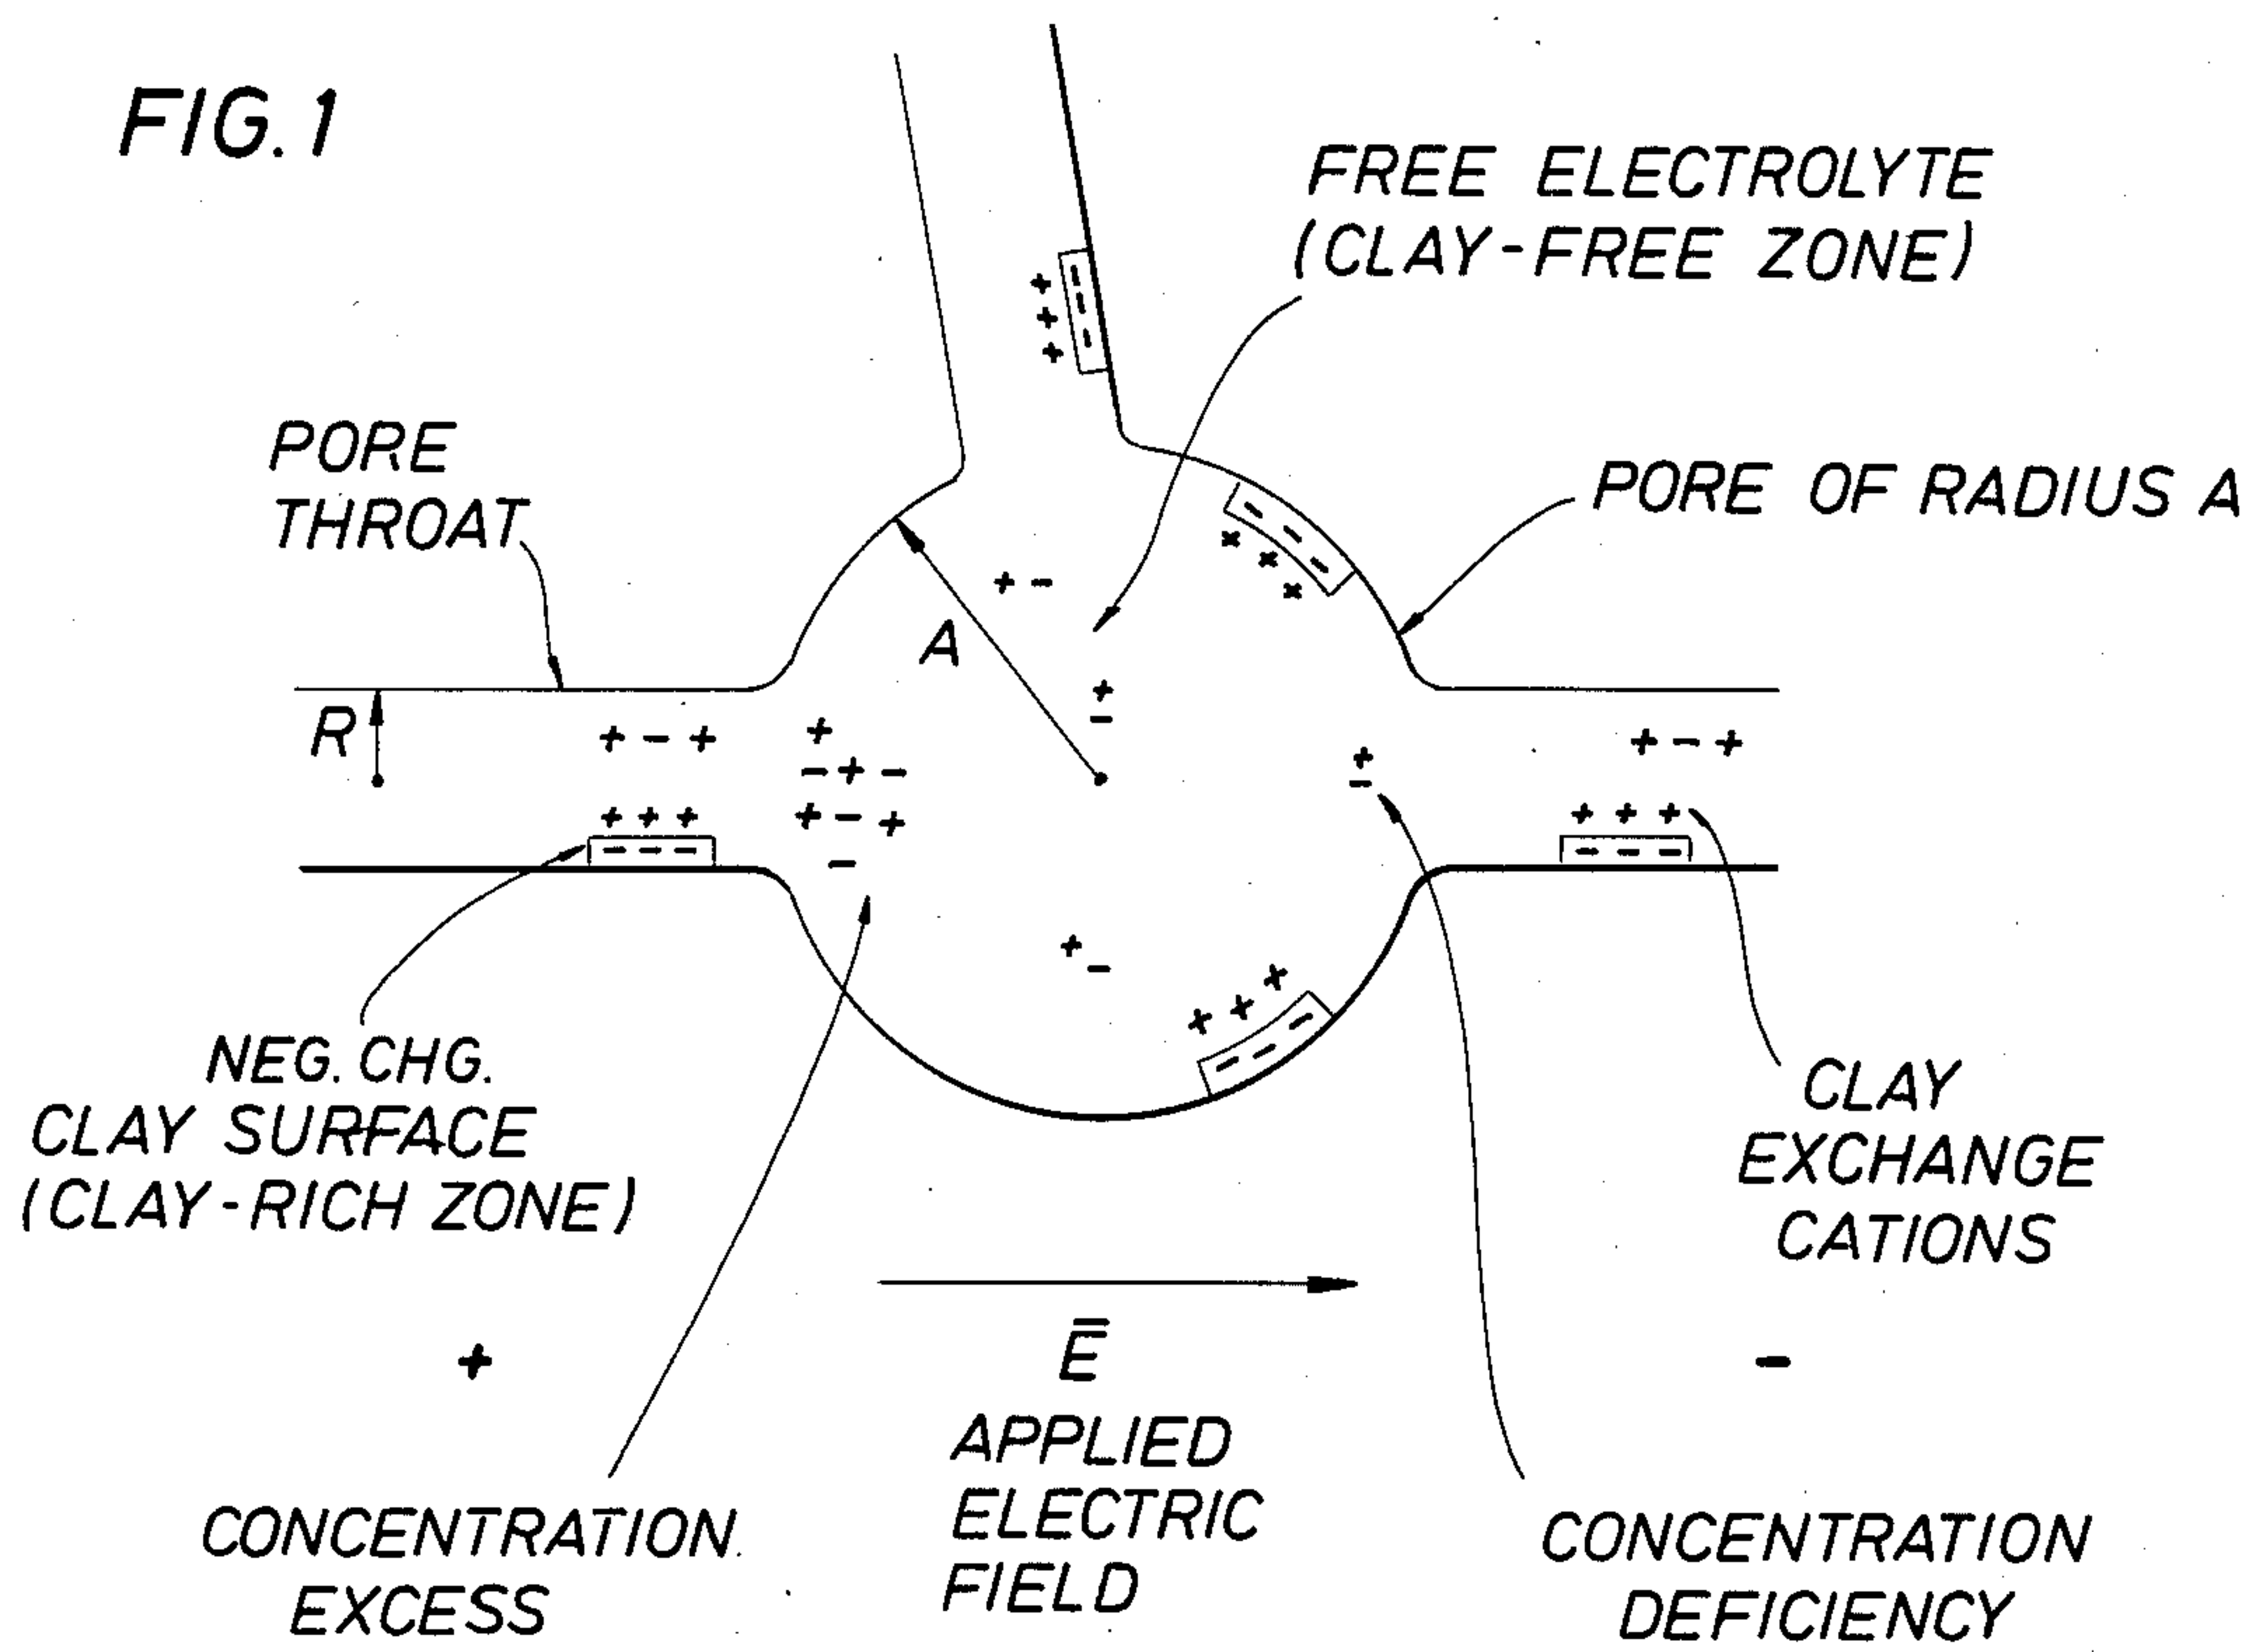 FIG. 1
FREE ELECTROLYTE
(CLAY-FREE ZONE)
PORE
THROAT
PORE OF RADIUS A
A
R
+ + +
- - -
- - -
+ + +
+ -
+
-
+ - +
+
- + -
+ - +
-
+
-
+ - +
+ + +
- - -
+ + +
- - -
+ -
+ + +
- - -
NEG. CHG.
CLAY SURFACE
(CLAY-RICH ZONE)
CLAY
EXCHANGE
CATIONS
+
Ē
-
APPLIED
ELECTRIC
FIELD
CONCENTRATION
EXCESS
CONCENTRATION
DEFICIENCY